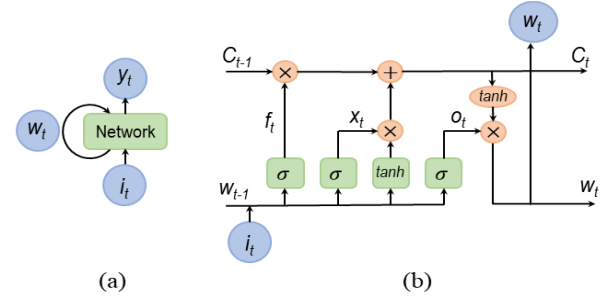 y_t
w_t
Network
i_t
(a)
w_t
C_{t-1}
×
+
C_t
tanh
f_t
x_t
×
o_t
×
σ
σ
tanh
σ
w_{t-1}
w_t
i_t
(b)